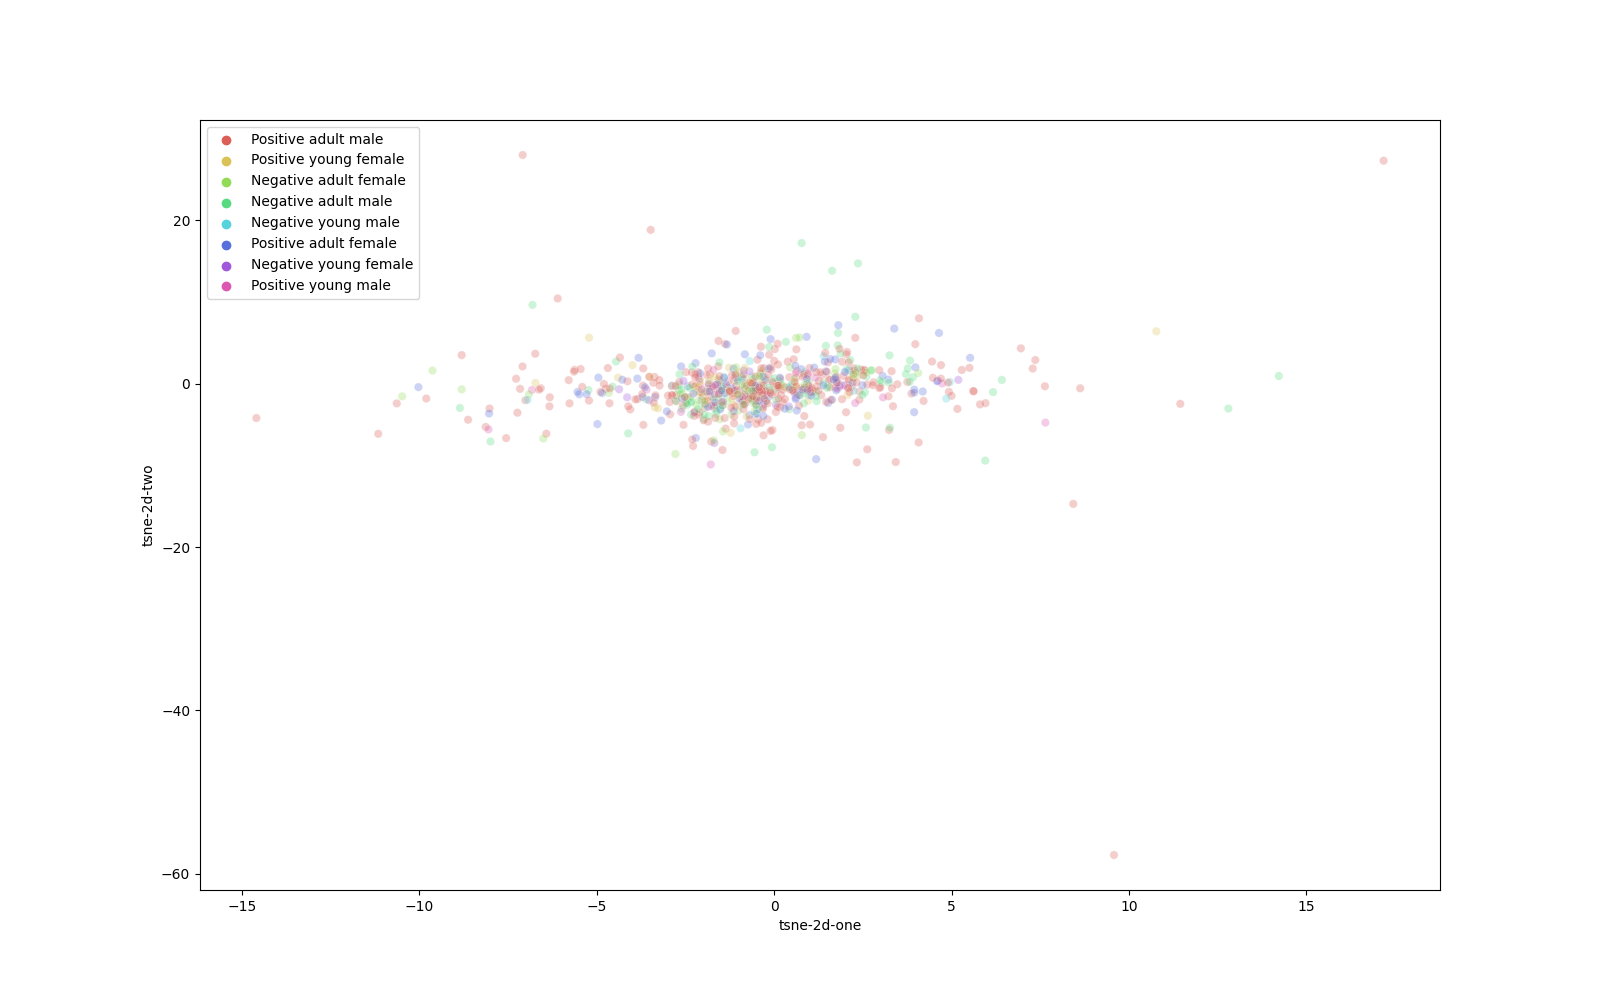 Positive adult male
Positive young female
Negative adult female
Negative adult male
Negative young male
Positive adult female
Negative young female
Positive young male
20
0
−20
−40
−60
tsne-2d-two
−15
−10
−5
0
5
10
15
tsne-2d-one